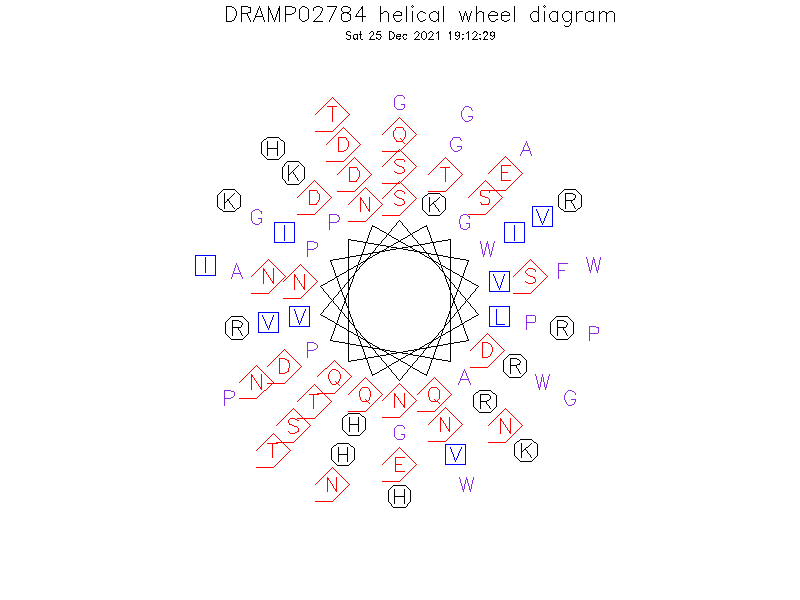 DRAMP02784 helical wheel diagram
Sat 25 Dec 2021 19:12:29
G
T G
Q
H D G A
S
K D T E
K D N S K S R
G V
P G
I I
P W
I A N N V S F W
R V V L P R P
P D
D R
Q A
N W
P T Q N Q R G
S H G N N
T H V K
E
N W
H